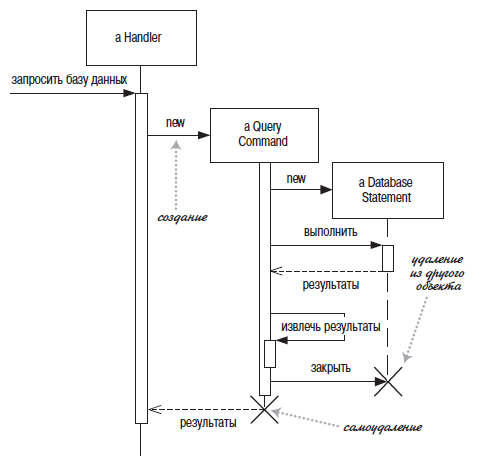 a Handler
запросить базу данных
new
a Query
Command
new
a Database
Statement
создание
выполнить
удаление
из другого
объекта
результаты
извлечь результаты
закрыть
результаты
самоудаление